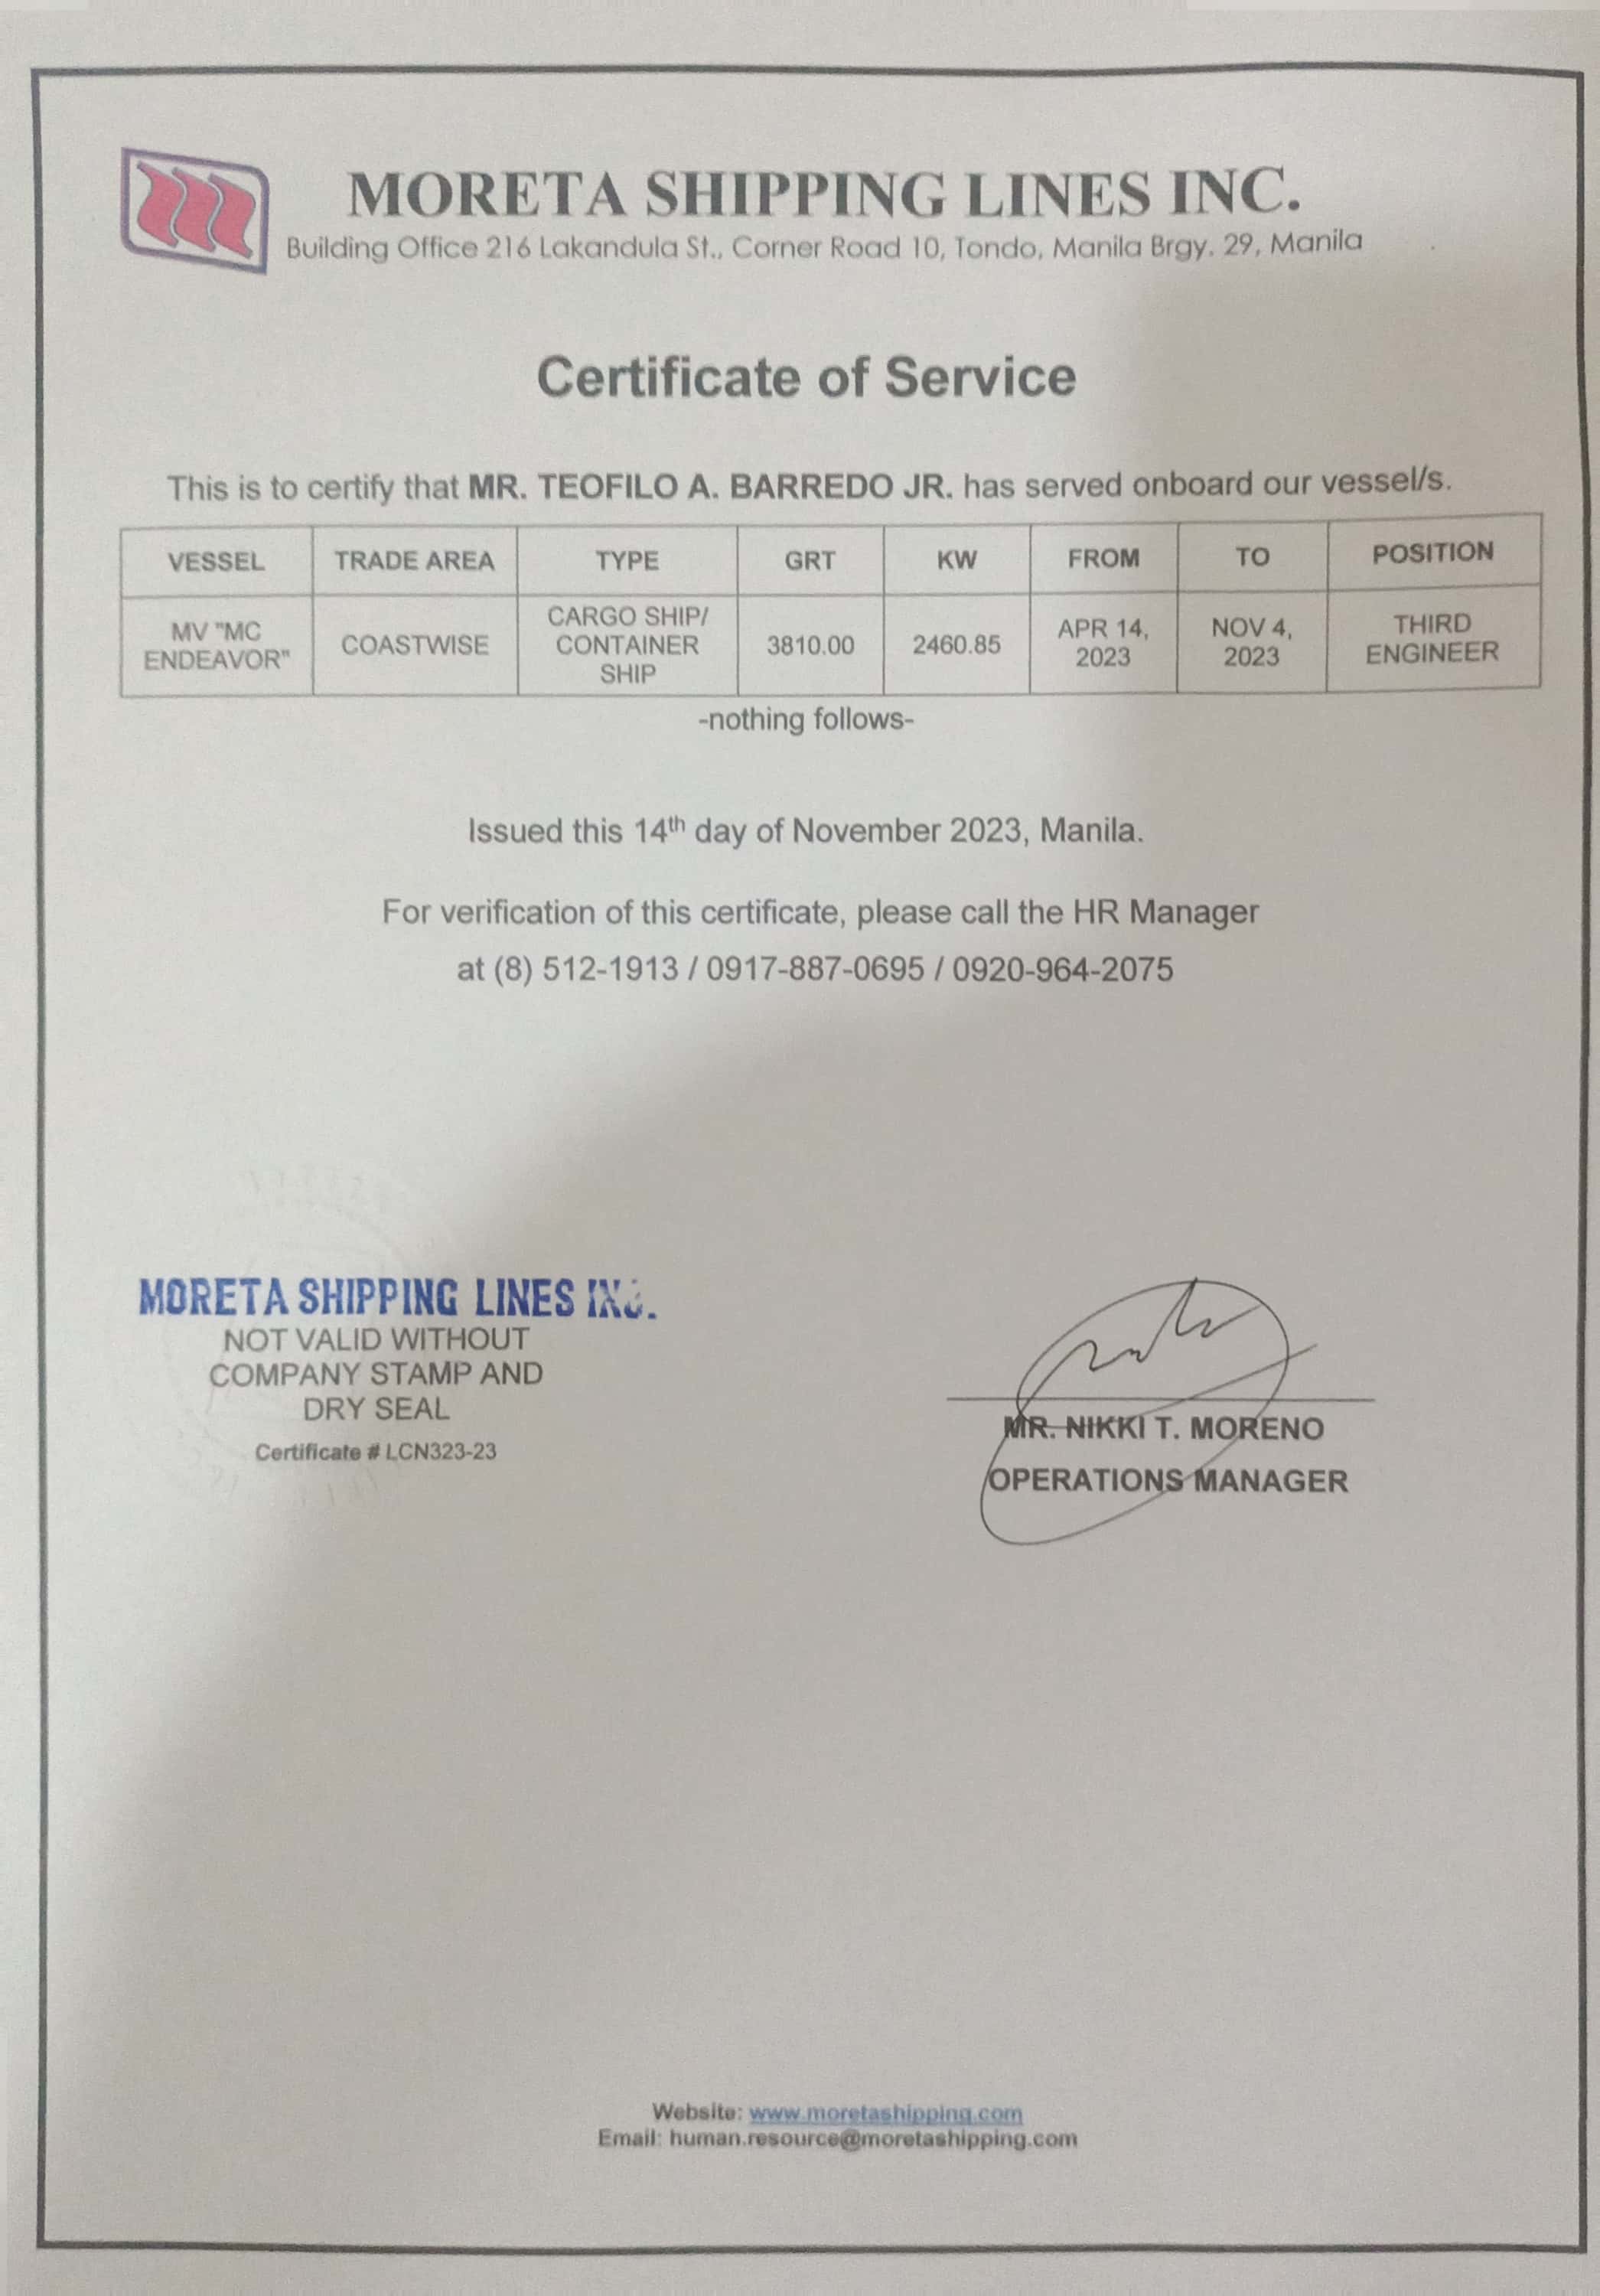 MORETA SHIPPING LINES INC.
Building Office 216 Lakandula St., Corner Road 10, Tondo, Manila Brgy. 29, Manila
Certificate of Service
This is to certify that MR. TEOFILO A. BARREDO JR. has served onboard our vessel/s.
VESSEL TRADE AREA TYPE GRT KW FROM TO POSITION
MV "MC ENDEAVOR" COASTWISE CARGO SHIP/ CONTAINER SHIP 3810.00 2460.85 APR 14, 2023 NOV 4, 2023 THIRD ENGINEER
-nothing follows-
Issued this 14th day of November 2023, Manila.
For verification of this certificate, please call the HR Manager
at (8) 512-1913 / 0917-887-0695 / 0920-964-2075
MORETA SHIPPING LINES INC.
NOT VALID WITHOUT
COMPANY STAMP AND
DRY SEAL
Certificate # LCN323-23
MR. NIKKI T. MORENO
OPERATIONS MANAGER
Website: www.moretashipping.com
Email: human.resource@moretashipping.com